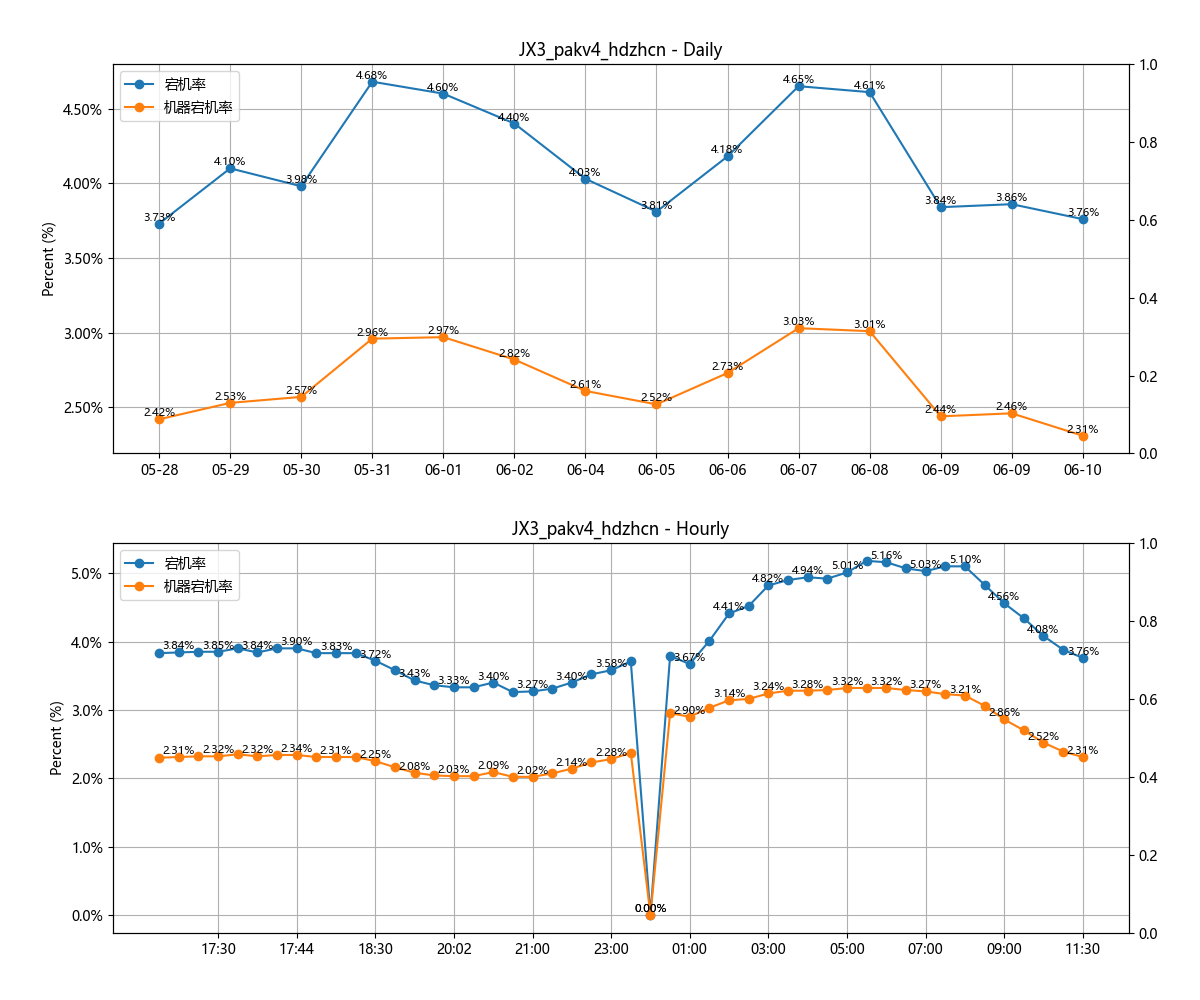 JX3_pakv4_hdzhcn - Daily
宕机率
机器宕机率
Percent (%)
4.50%
4.00%
3.50%
3.00%
2.50%
1.0
0.8
0.6
0.4
0.2
0.0
3.73% 4.10% 3.98% 4.68% 4.60% 4.40% 4.03% 3.81% 4.18% 4.65% 4.61% 3.84% 3.86% 3.76%
2.42% 2.53% 2.57% 2.96% 2.97% 2.82% 2.61% 2.52% 2.73% 3.03% 3.01% 2.44% 2.46% 2.31%
05-28 05-29 05-30 05-31 06-01 06-02 06-04 06-05 06-06 06-07 06-08 06-09 06-09 06-10
JX3_pakv4_hdzhcn - Hourly
宕机率
机器宕机率
Percent (%)
5.0%
4.0%
3.0%
2.0%
1.0%
0.0%
1.0
0.8
0.6
0.4
0.2
0.0
3.84% 3.85% 3.84% 3.90% 3.83% 3.72% 3.43% 3.33% 3.40% 3.27% 3.40% 3.58% 0.00% 3.67% 4.41% 4.82% 4.94% 5.01% 5.16% 5.03% 5.10% 4.56% 4.08% 3.76%
2.31% 2.32% 2.32% 2.34% 2.31% 2.25% 2.08% 2.03% 2.09% 2.02% 2.14% 2.28% 0.00% 2.90% 3.14% 3.24% 3.28% 3.32% 3.32% 3.27% 3.21% 2.86% 2.52% 2.31%
17:30 17:44 18:30 20:02 21:00 23:00 01:00 03:00 05:00 07:00 09:00 11:30